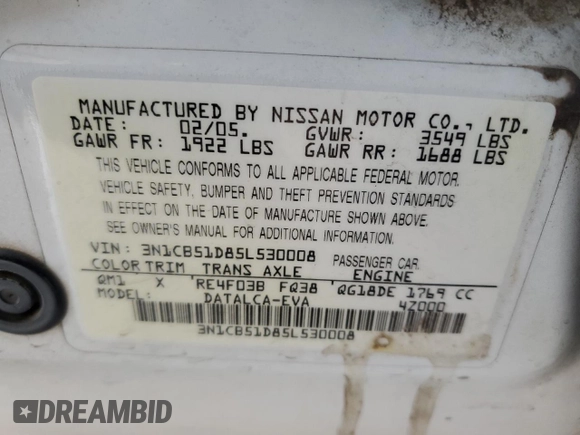 MANUFACTURED BY NISSAN MOTOR CO., LTD.
DATE: 02/05. GVWR: 3549 LBS
GAWR FR: 1922 LBS GAWR RR: 1688 LBS
THIS VEHICLE CONFORMS TO ALL APPLICABLE FEDERAL MOTOR
VEHICLE SAFETY, BUMPER AND THEFT PREVENTION STANDARDS
IN EFFECT ON THE DATE OF MANUFACTURE SHOWN ABOVE.
SEE OWNER'S MANUAL FOR ADDITIONAL INFORMATION.
VIN: 3N1CB51D85L530008 PASSENGER CAR.
COLOR TRIM TRANS AXLE ENGINE
QM1 X RE4F03B FQ38 QG18DE 1769 CC
MODEL: DATALCA-EVA 4Z000
3N1CB51D85L530008
DREAMBID